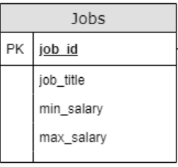 Jobs
PK job_id
job_title
min_salary
max_salary